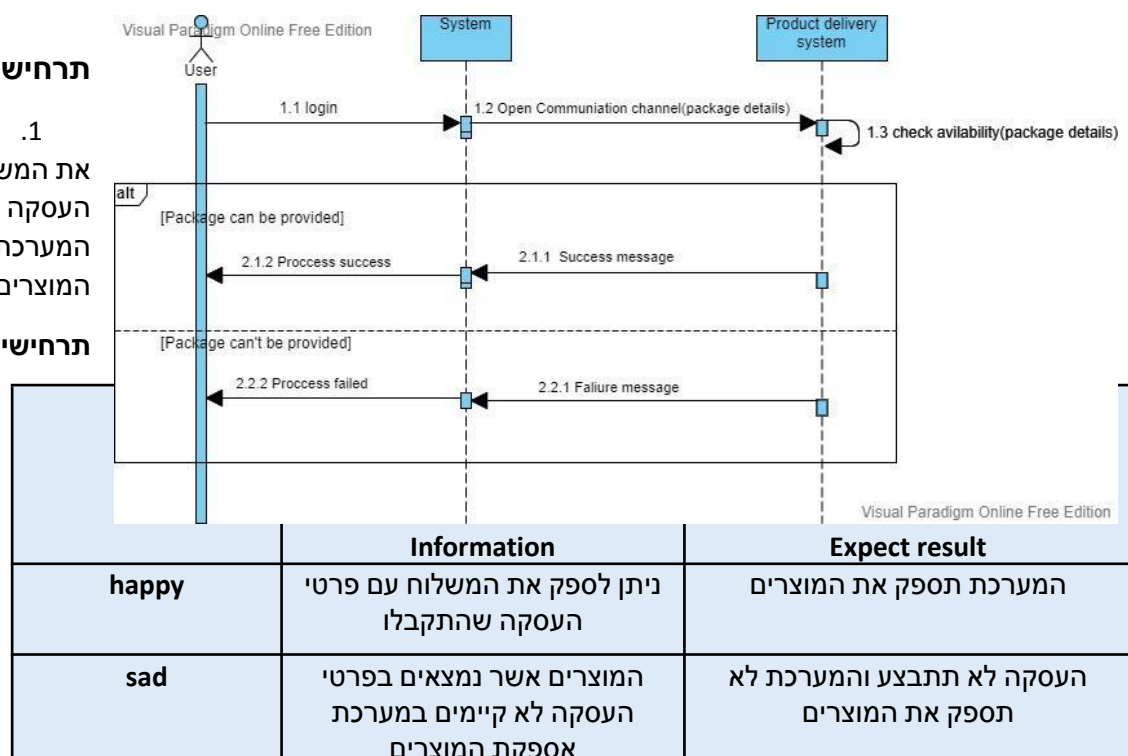 Visual Paradigm Online Free Edition
System
Product delivery
system
User
תרחיש
1.1 login
1.2 Open Communiation channel(package details)
1.3 check avilability(package details)
1.
את
העסקה
המוצרים
alt
[Package can be provided]
2.1.2 Proccess success
2.1.1 Success message
[Package can't be provided]
2.2.2 Proccess failed
2.2.1 Faliure message
Visual Paradigm Online Free Edition
Information
Expect result
happy
ניתן לספק את המשלוח עם פרטי
העסקה שהתקבלו
המערכת תספק את המוצרים
sad
המוצרים אשר נמצאים בפרטי
העסקה לא קיימים במערכת
אספקת המוצרים
העסקה לא תתבצע והמערכת לא
תספק את המוצרים